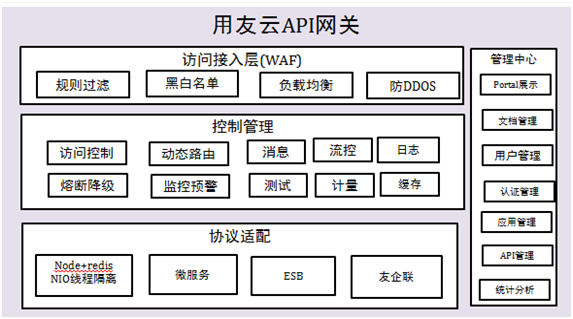 用友云API网关
访问接入层(WAF)
规则过滤
黑白名单
负载均衡
防DDOS
控制管理
访问控制
动态路由
消息
流控
日志
熔断降级
监控预警
测试
计量
缓存
协议适配
Node+redis
NIO线程隔离
微服务
ESB
友企联
管理中心
Portal展示
文档管理
用户管理
认证管理
应用管理
API管理
统计分析